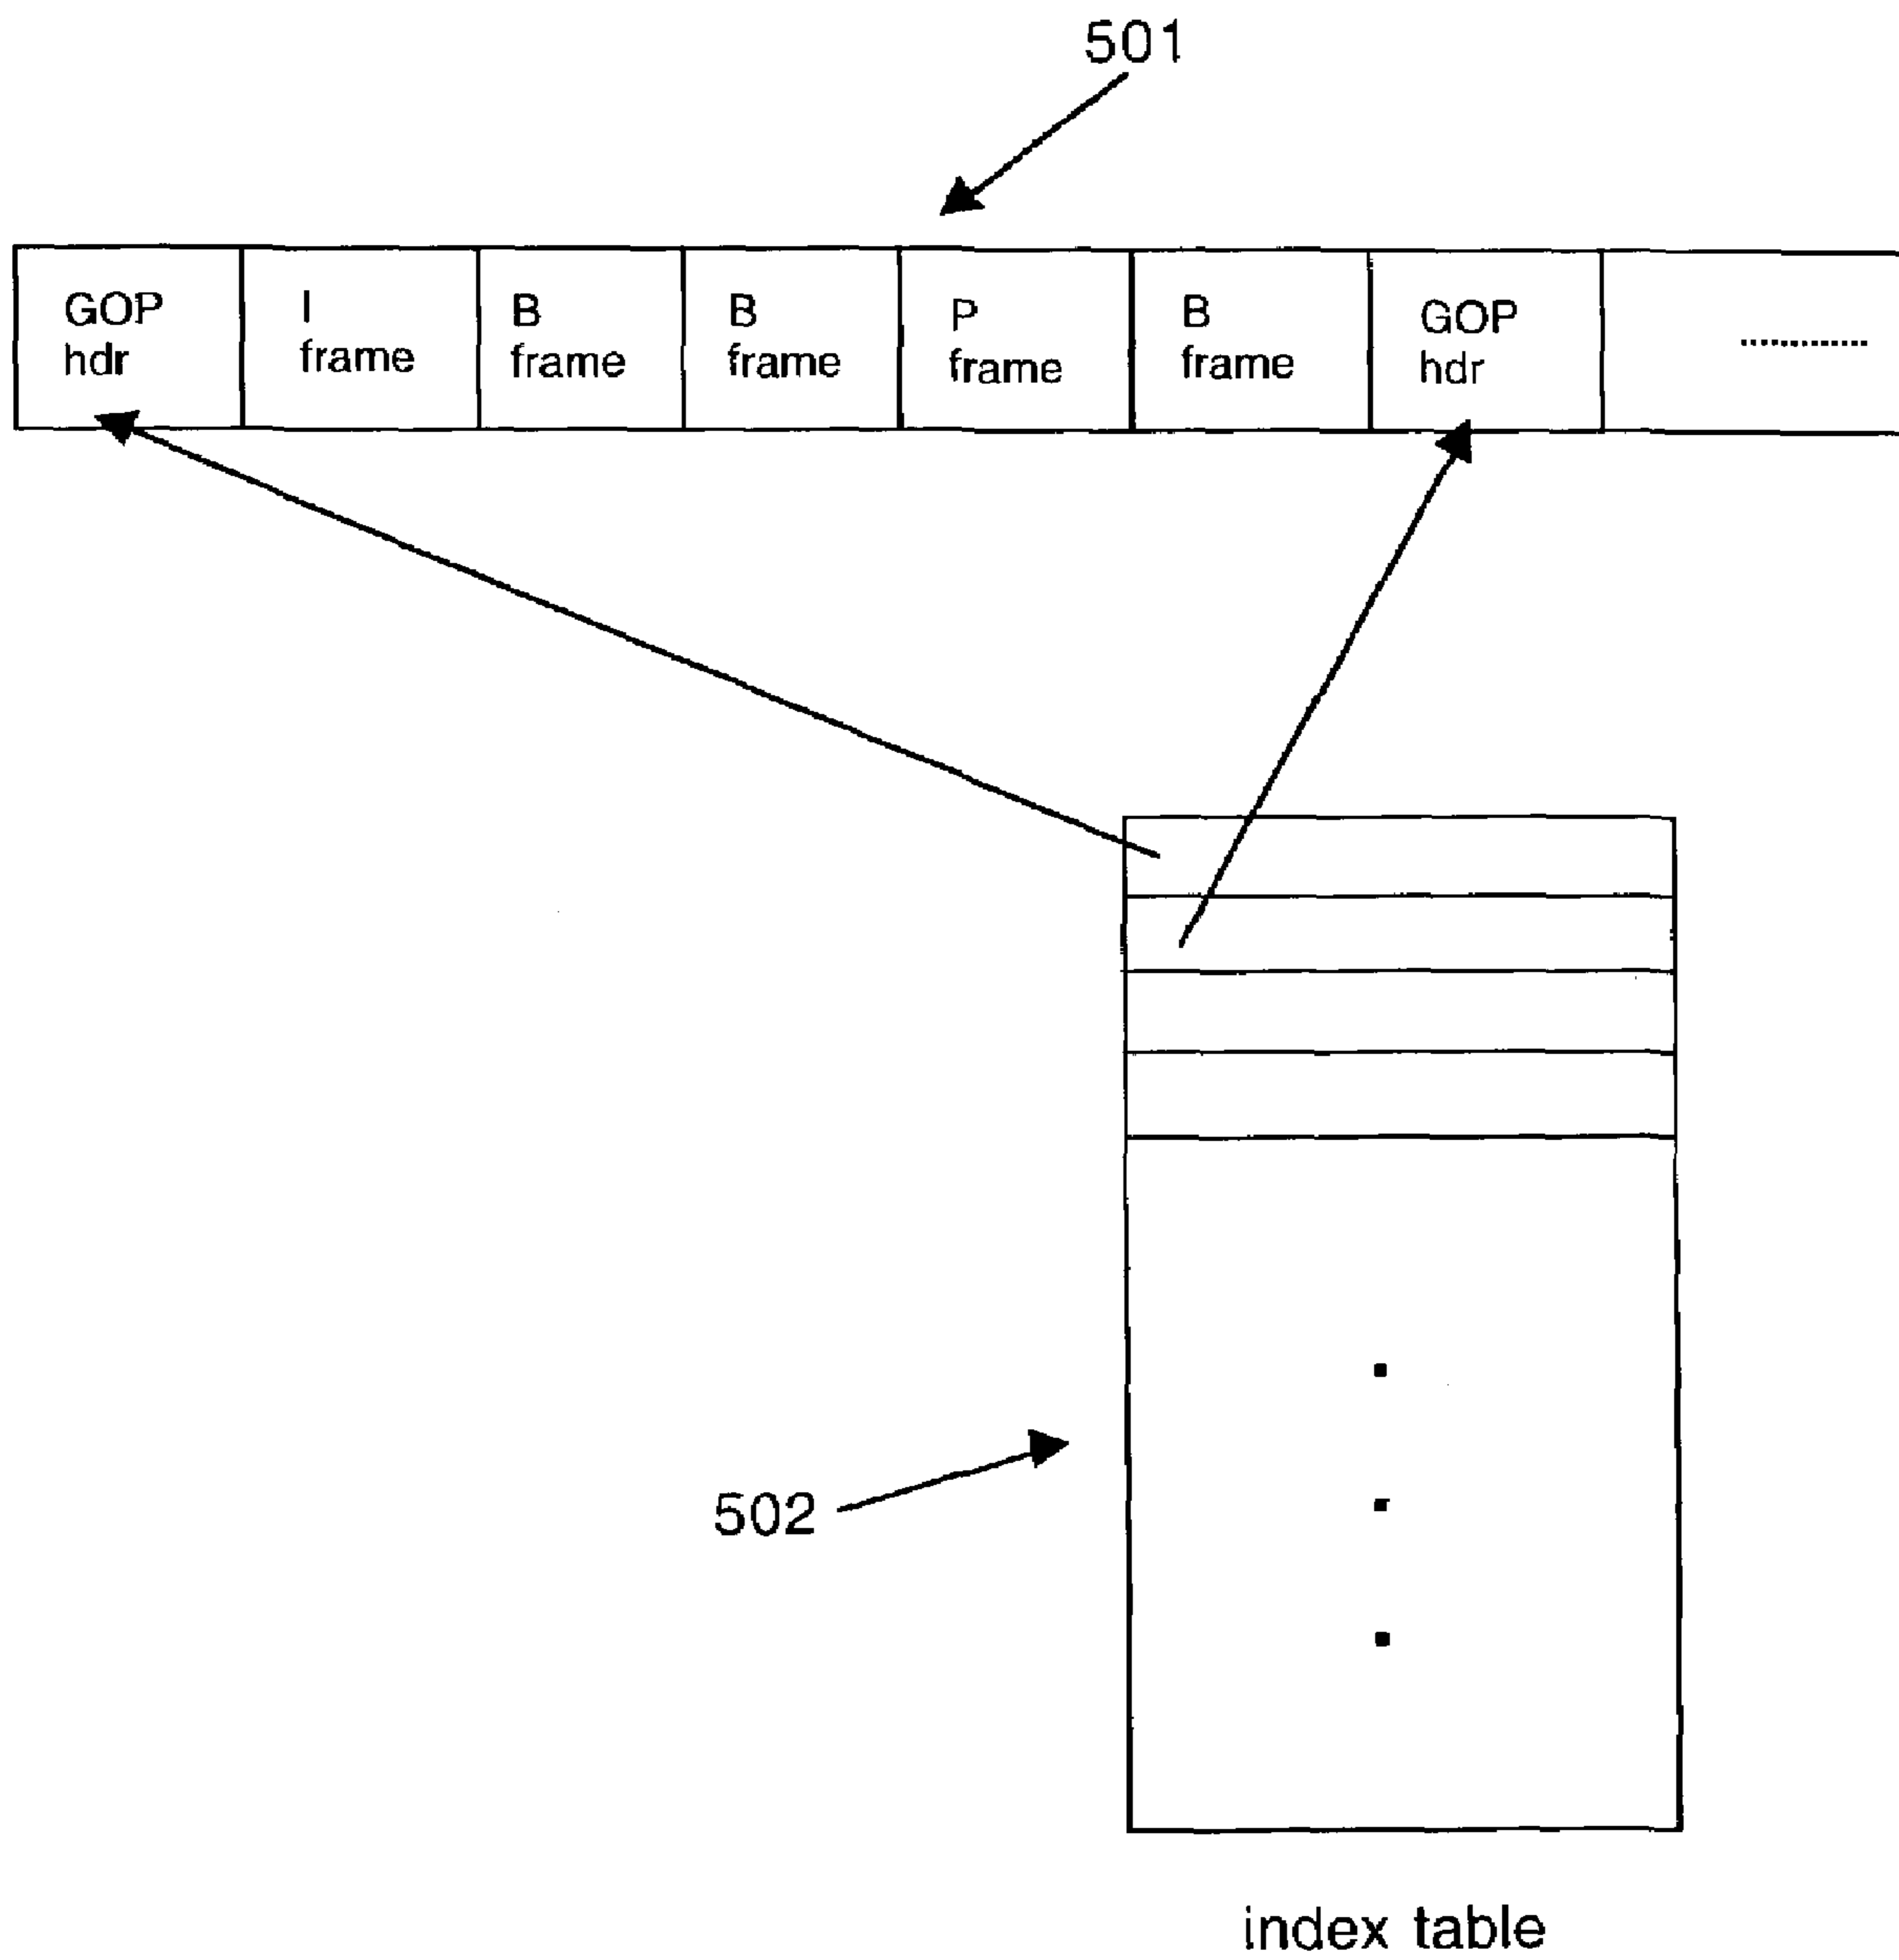 501
GOP
hdr
I
frame
B
frame
B
frame
P
frame
B
frame
GOP
hdr
...........
502
index table